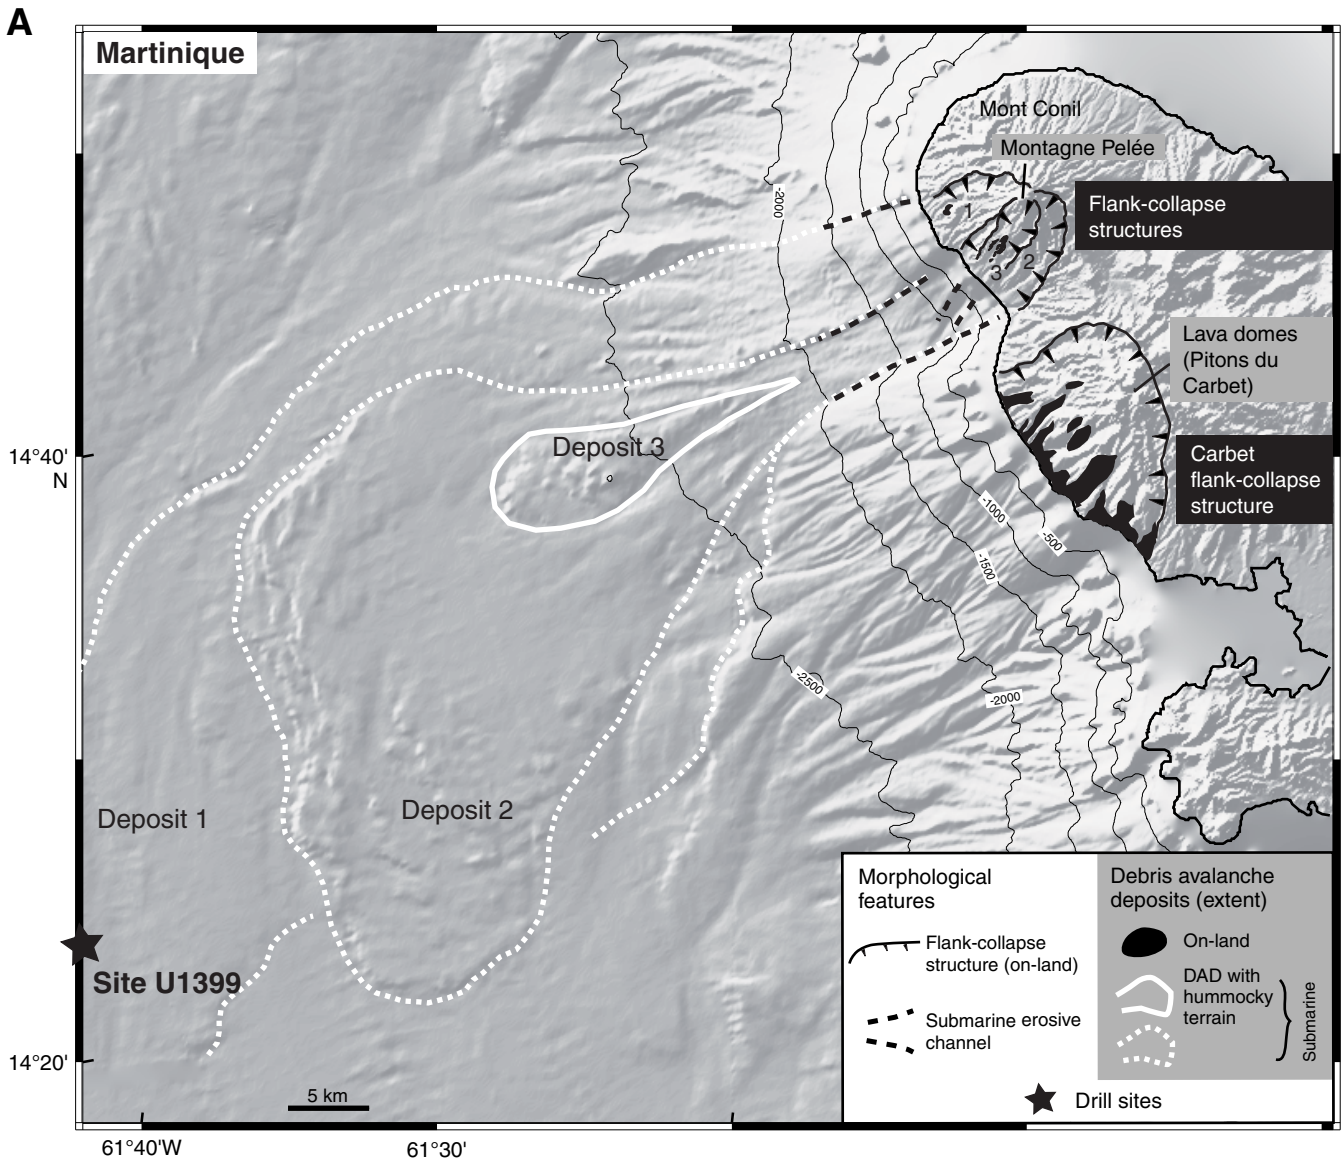 A
Martinique
Mont Conil
Montagne Pelée
Flank-collapse
structures
1
2
3
-2000
Lava domes
(Pitons du
Carbet)
Deposit 3
14°40'
N
Carbet
flank-collapse
structure
-1000
-500
-1500
-2500
-2000
Deposit 1
Deposit 2
Site U1399
14°20'
5 km
61°40'W
61°30'
Morphological
features
Flank-collapse
structure (on-land)
Submarine erosive
channel
Debris avalanche
deposits (extent)
On-land
DAD with
hummocky
terrain
Submarine
Drill sites